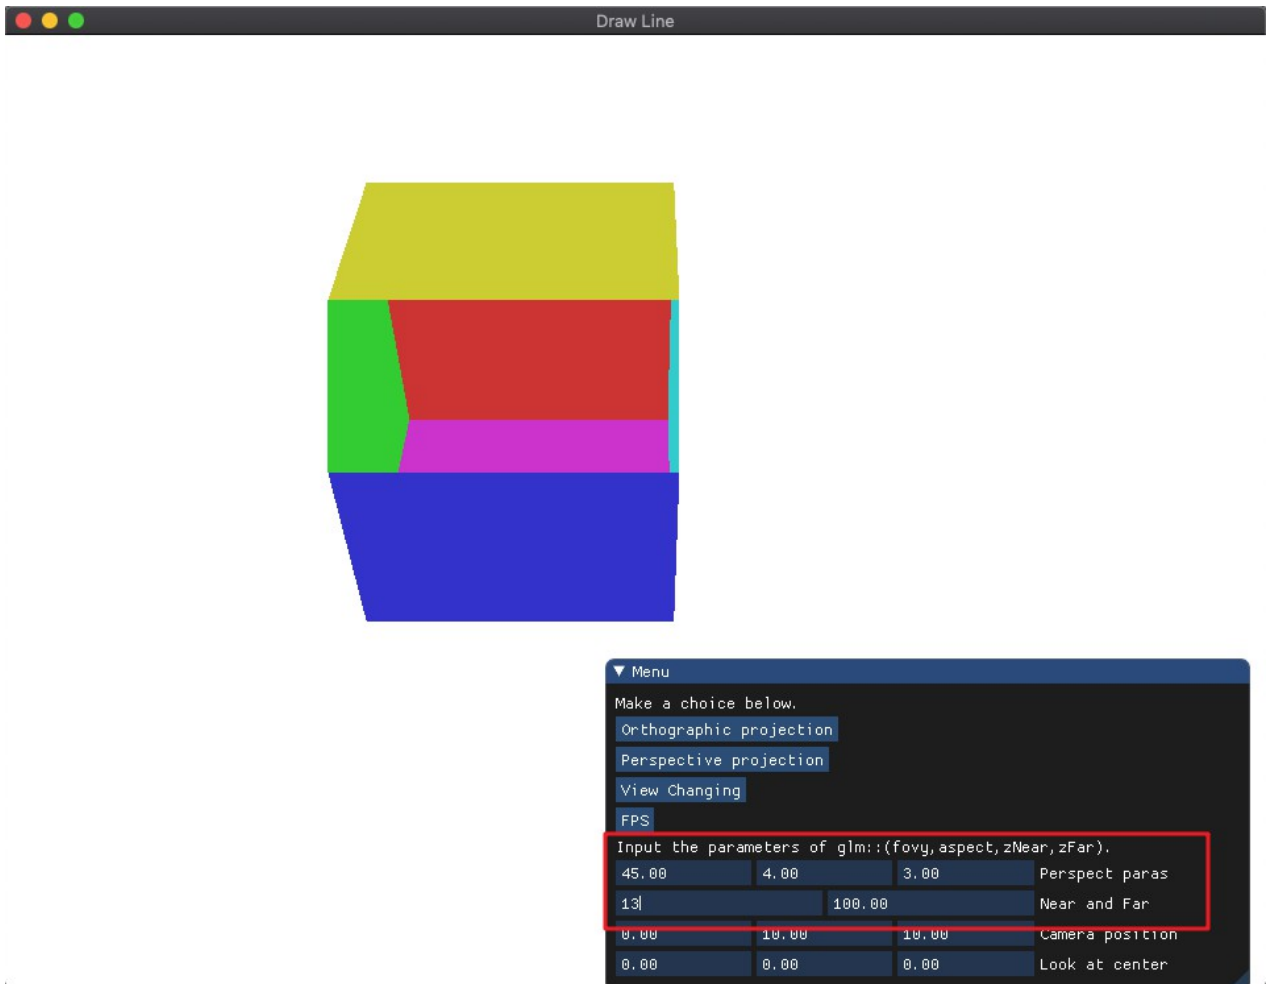 Draw Line
Menu
Make a choice below.
Orthographic projection
Perspective projection
View Changing
FPS
Input the parameters of glm::(fovy,aspect,zNear,zFar).
45.00 4.00 3.00 Perspect paras
13 100.00 Near and Far
0.00 10.00 10.00 Camera position
0.00 0.00 0.00 Look at center